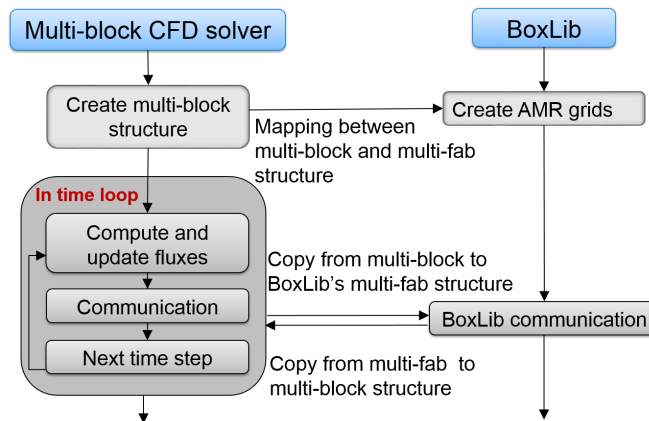 Multi-block CFD solver
BoxLib
Create multi-block
structure
Create AMR grids
Mapping between
multi-block and multi-fab
structure
In time loop
Compute and
update fluxes
Copy from multi-block to
BoxLib's multi-fab structure
Communication
BoxLib communication
Next time step
Copy from multi-fab to
multi-block structure